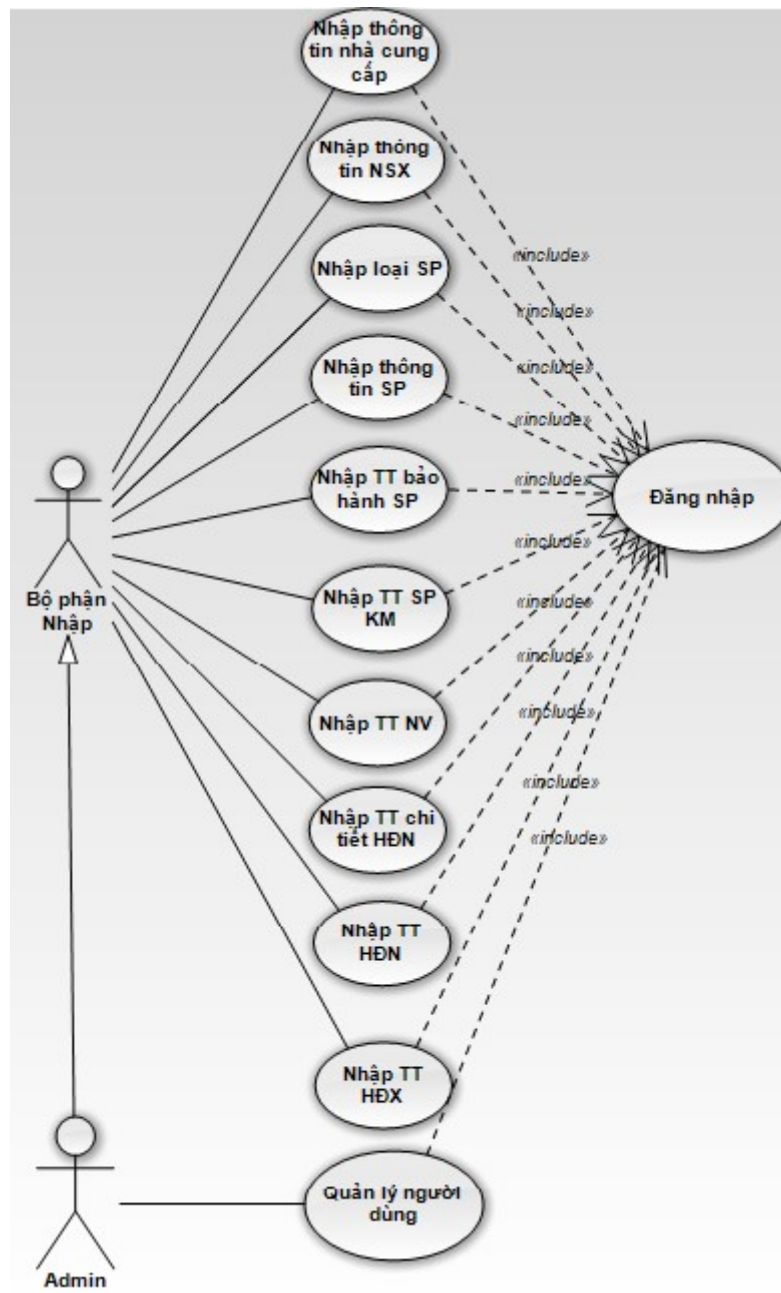 Nhập thông
tin nhà cung
cấp
Nhập thông
tin NSX
Nhập loại SP
«include»
«include»
Nhập thông
tin SP
«include»
«include»
Nhập TT bảo
hành SP
«include»
Đăng nhập
«include»
Bộ phận
Nhập
Nhập TT SP
KM
«include»
«include»
Nhập TT NV
«include»
«include»
Nhập TT chi
tiết HĐN
«include»
Nhập TT
HĐN
Nhập TT
HĐX
Quản lý người
dùng
Admin